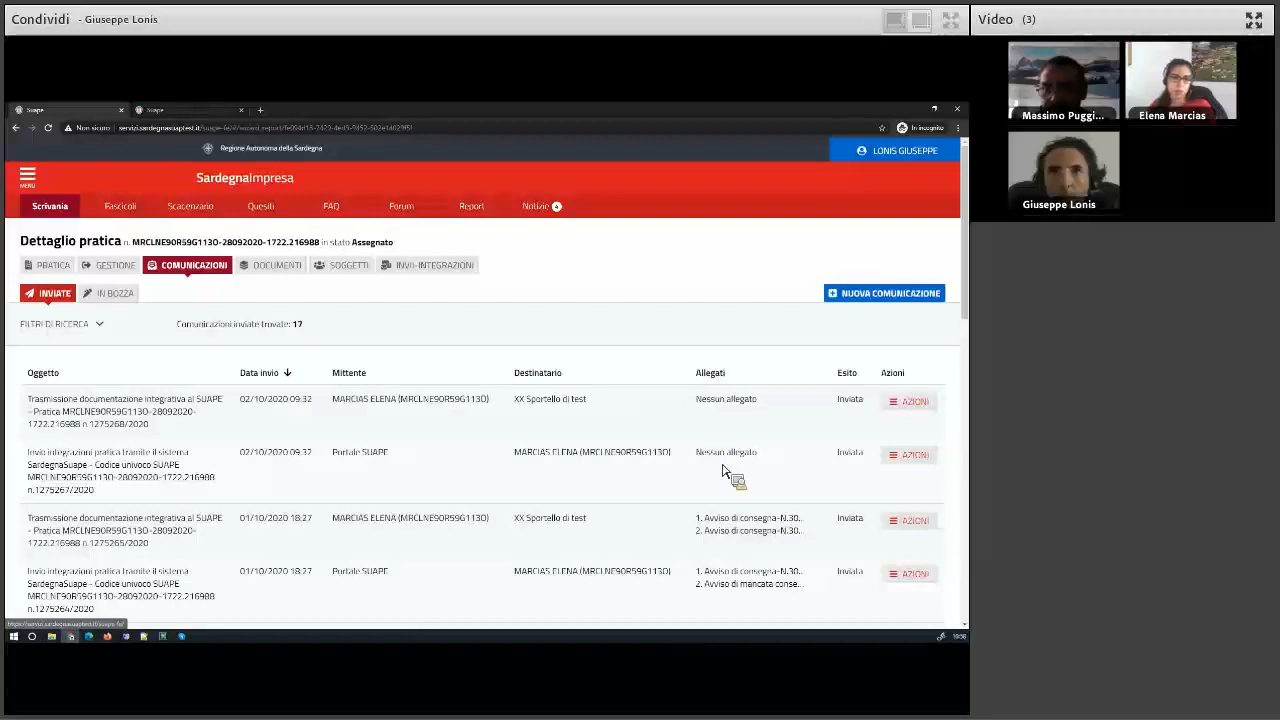 Condividi - Giuseppe Lonis
Video (3)
Massimo Puggi...
Elena Marcias
Giuseppe Lonis
Suape
Suape
Non sicuro
In incognito
Regione Autonoma della Sardegna
LONIS GIUSEPPE
MENU
SardegnaImpresa
Scrivania Fascicoli Scadenzario Quesiti FAQ Forum Report Notizie 4
Dettaglio pratica n. MRCLNE90R59G113O-28092020-1722.216988 in stato Assegnato
PRATICA GESTIONE COMUNICAZIONI DOCUMENTI SOGGETTI INVII-INTEGRAZIONI
INVIATE IN BOZZA NUOVA COMUNICAZIONE
FILTRI DI RICERCA Comunicazioni inviate trovate: 17
Oggetto Data invio Mittente Destinatario Allegati Esito Azioni
Trasmissione documentazione integrativa al SUAPE 02/10/2020 09:32 MARCIAS ELENA (MRCLNE90R59G113O) XX Sportello di test Nessun allegato Inviata AZIONI
- Pratica MRCLNE90R59G113O-28092020-
1722.216988 n.1275268/2020
Invio integrazioni pratica tramite il sistema 02/10/2020 09:32 Portale SUAPE MARCIAS ELENA (MRCLNE90R59G113O) Nessun allegato Inviata AZIONI
SardegnaSuape - Codice univoco SUAPE
MRCLNE90R59G113O-28092020-1722.216988
n.1275267/2020
Trasmissione documentazione integrativa al SUAPE 01/10/2020 18:27 MARCIAS ELENA (MRCLNE90R59G113O) XX Sportello di test 1. Avviso di consegna-N.30... Inviata AZIONI
- Pratica MRCLNE90R59G113O-28092020- 2. Avviso di consegna-N.30...
1722.216988 n.1275265/2020
Invio integrazioni pratica tramite il sistema 01/10/2020 18:27 Portale SUAPE MARCIAS ELENA (MRCLNE90R59G113O) 1. Avviso di consegna-N.30... Inviata AZIONI
SardegnaSuape - Codice univoco SUAPE 2. Avviso di mancata conse...
MRCLNE90R59G113O-28092020-1722.216988
n.1275264/2020
https://servizi.sardegnasuaptest.it/suape-fe/